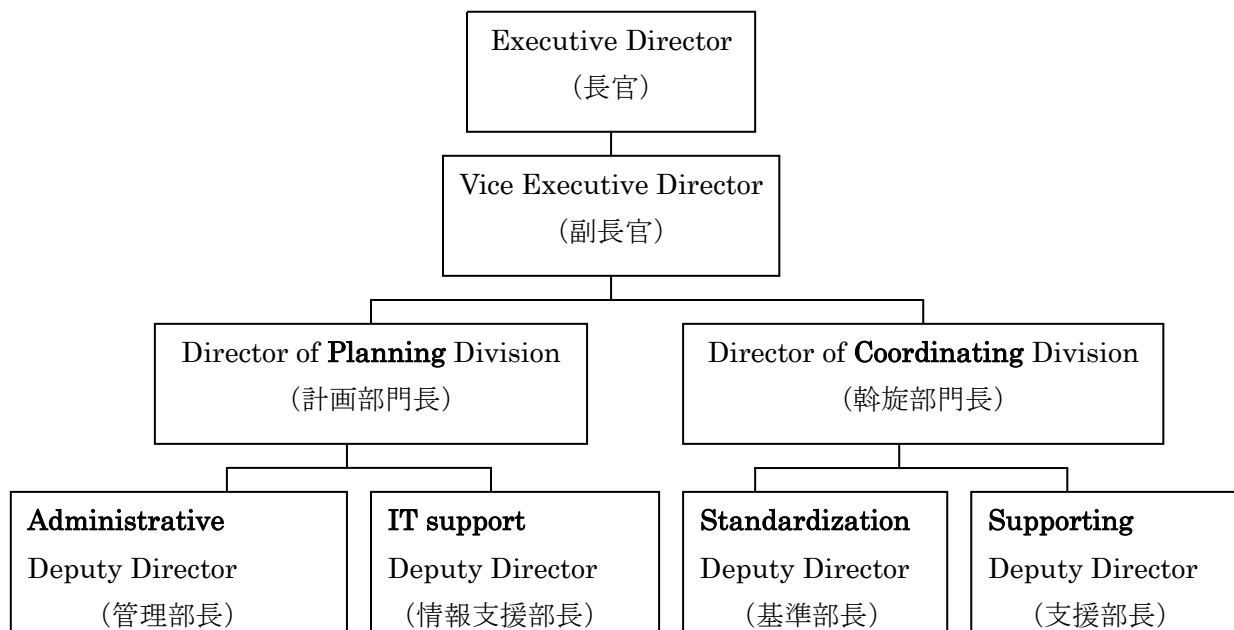 Executive Director
（長官）
Vice Executive Director
（副長官）
Director of Planning Division
（計画部門長）
Director of Coordinating Division
（斡旋部門長）
Administrative
Deputy Director
（管理部長）
IT support
Deputy Director
（情報支援部長）
Standardization
Deputy Director
（基準部長）
Supporting
Deputy Director
（支援部長）